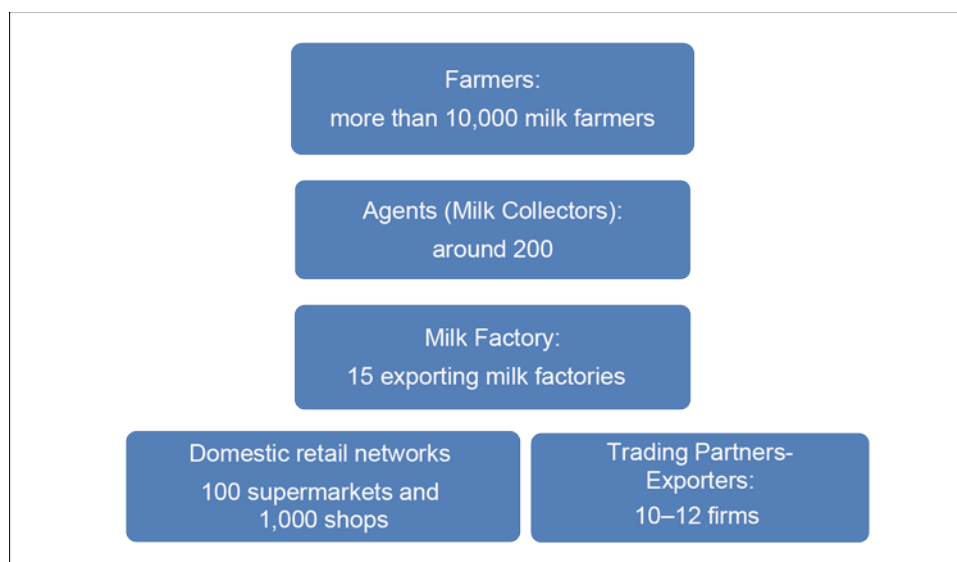 Farmers:
more than 10,000 milk farmers
Agents (Milk Collectors):
around 200
Milk Factory:
15 exporting milk factories
Domestic retail networks
100 supermarkets and
1,000 shops
Trading Partners-
Exporters:
10–12 firms